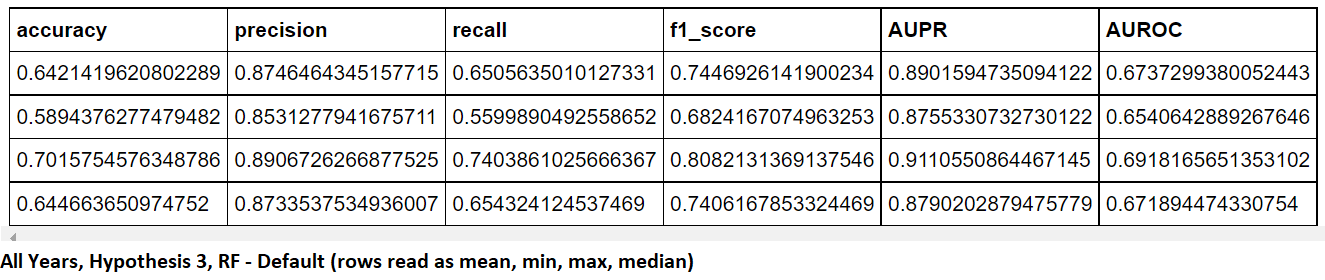 accuracy precision recall f1_score AUPR AUROC
0.6421419620802289 0.8746464345157715 0.6505635010127331 0.7446926141900234 0.8901594735094122 0.6737299380052443
0.5894376277479482 0.8531277941675711 0.5599890492558652 0.6824167074963253 0.8755330732730122 0.6540642889267646
0.7015754576348786 0.8906726266877525 0.7403861025666367 0.8082131369137546 0.9110550864467145 0.6918165651353102
0.644663650974752 0.8733537534936007 0.654324124537469 0.7406167853324469 0.8790202879475779 0.671894474330754
All Years, Hypothesis 3, RF - Default (rows read as mean, min, max, median)